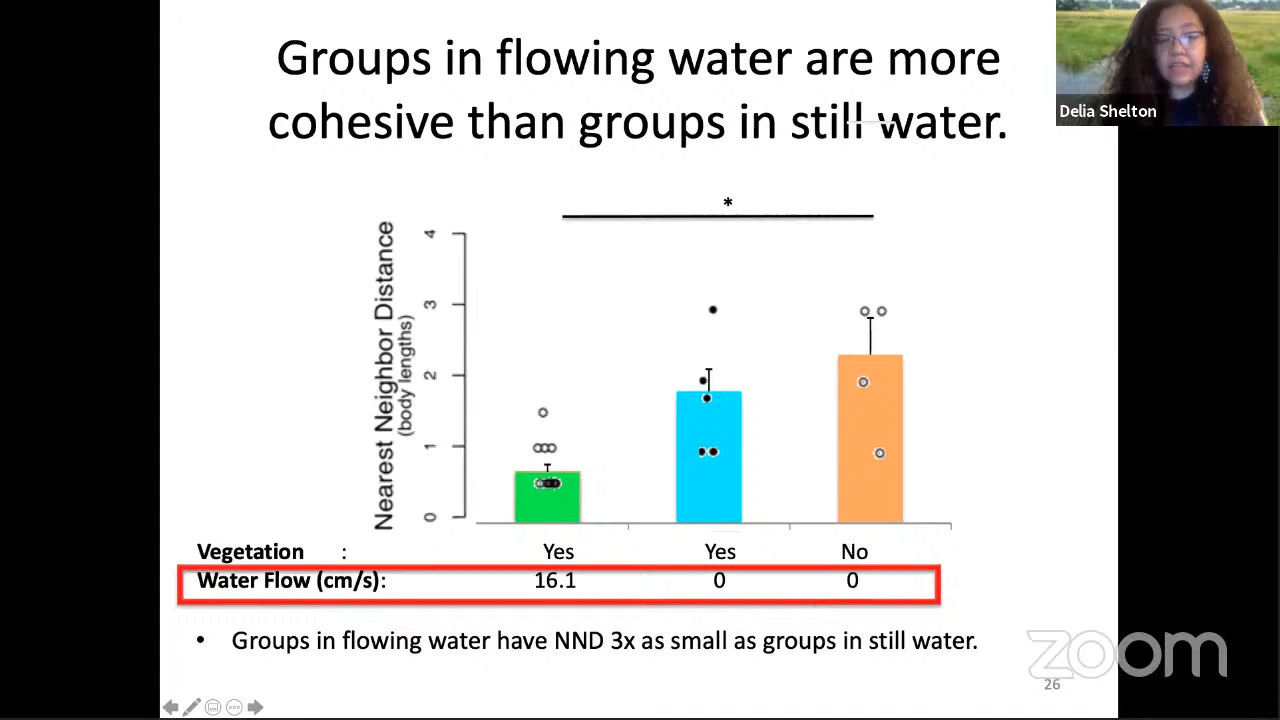 Groups in flowing water are more
cohesive than groups in still water.
Delia Shelton
*
Nearest Neighbor Distance
(body lengths)
4
3
2
1
0
Vegetation : Yes Yes No
Water Flow (cm/s): 16.1 0 0
• Groups in flowing water have NND 3x as small as groups in still water.
zoom
26